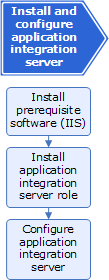 Install and
configure
application
integration
server
Install
prerequisite
software (IIS)
Install
application
integration
server role
Configure
application
integration
server